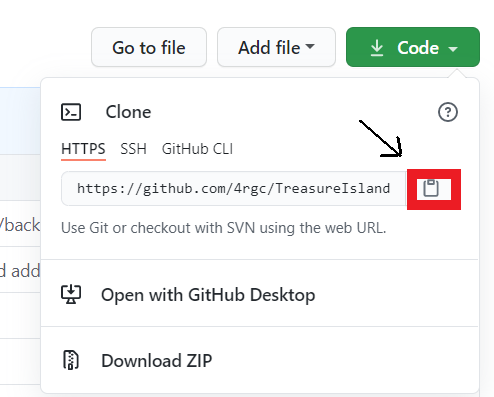 Go to file Add file Code
Clone
HTTPS SSH GitHub CLI
https://github.com/4rgc/TreasureIsland
/back
Use Git or checkout with SVN using the web URL.
d add
Open with GitHub Desktop
Download ZIP